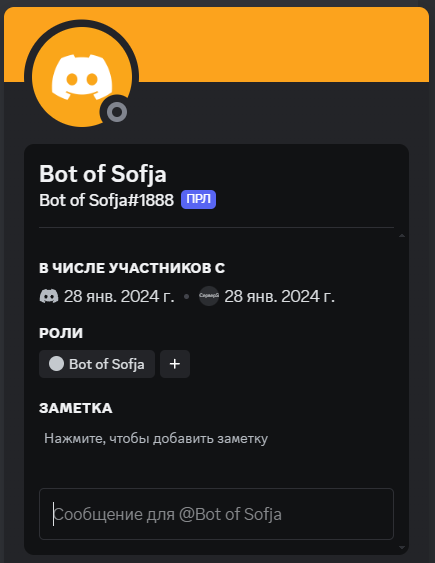 Bot of Sofja
Bot of Sofja#1888 ПРЛ
В ЧИСЛЕ УЧАСТНИКОВ С
28 янв. 2024 г. • СерверБ 28 янв. 2024 г.
РОЛИ
Bot of Sofja +
ЗАМЕТКА
Нажмите, чтобы добавить заметку
Сообщение для @Bot of Sofja